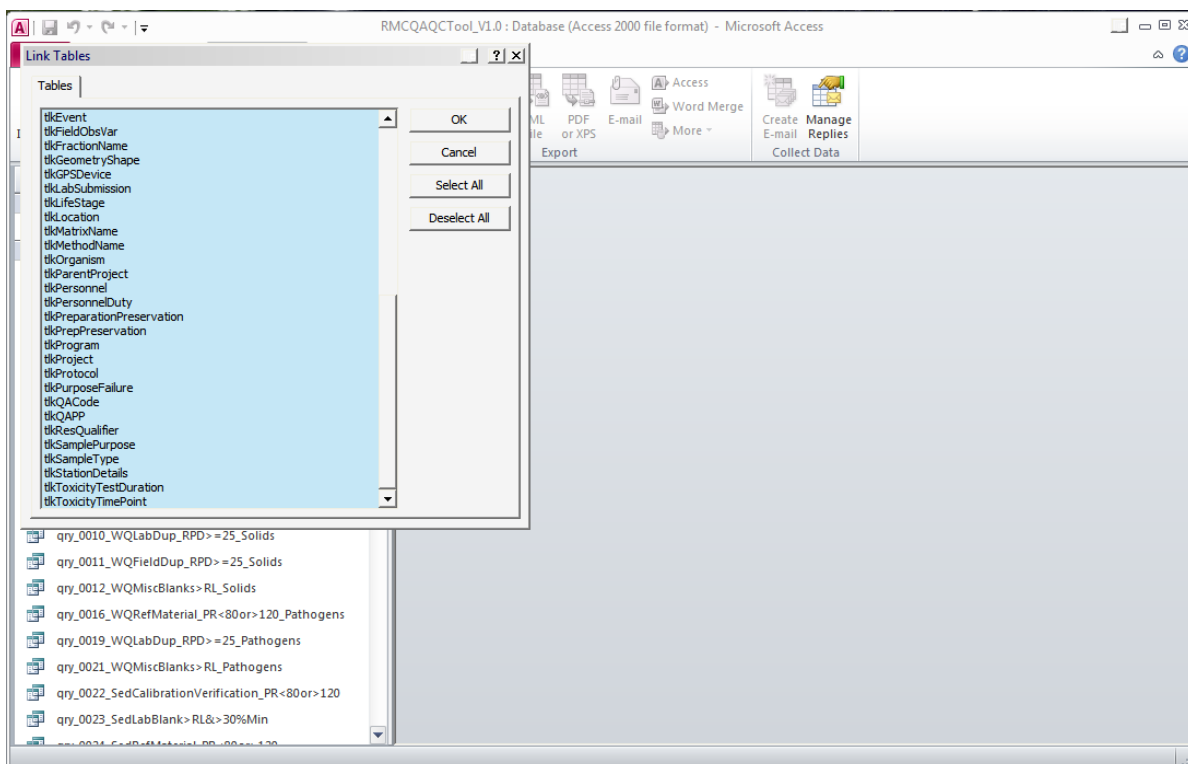 RMCQAQCTool_V1.0 : Database (Access 2000 file format) - Microsoft Access
Link Tables
Tables
tlkEvent
tlkFieldObsVar
tlkFractionName
tlkGeometryShape
tlkGPSDevice
tlkLabSubmission
tlkLifeStage
tlkLocation
tlkMatrixName
tlkMethodName
tlkOrganism
tlkParentProject
tlkPersonnel
tlkPersonnelDuty
tlkPreparationPreservation
tlkPrepPreservation
tlkProgram
tlkProject
tlkProtocol
tlkPurposeFailure
tlkQACode
tlkQAPP
tlkResQualifier
tlkSamplePurpose
tlkSampleType
tlkStationDetails
tlkToxicityTestDuration
tlkToxicityTimePoint
OK
Cancel
Select All
Deselect All
PDF
or XPS
E-mail
Access
Word Merge
More
Export
Create
E-mail
Manage
Replies
Collect Data
qry_0010_WQLabDup_RPD>=25_Solids
qry_0011_WQFieldDup_RPD>=25_Solids
qry_0012_WQMiscBlanks>RL_Solids
qry_0016_WQRefMaterial_PR<80or>120_Pathogens
qry_0019_WQLabDup_RPD>=25_Pathogens
qry_0021_WQMiscBlanks>RL_Pathogens
qry_0022_SedCalibrationVerification_PR<80or>120
qry_0023_SedLabBlank>RL&>30%Min